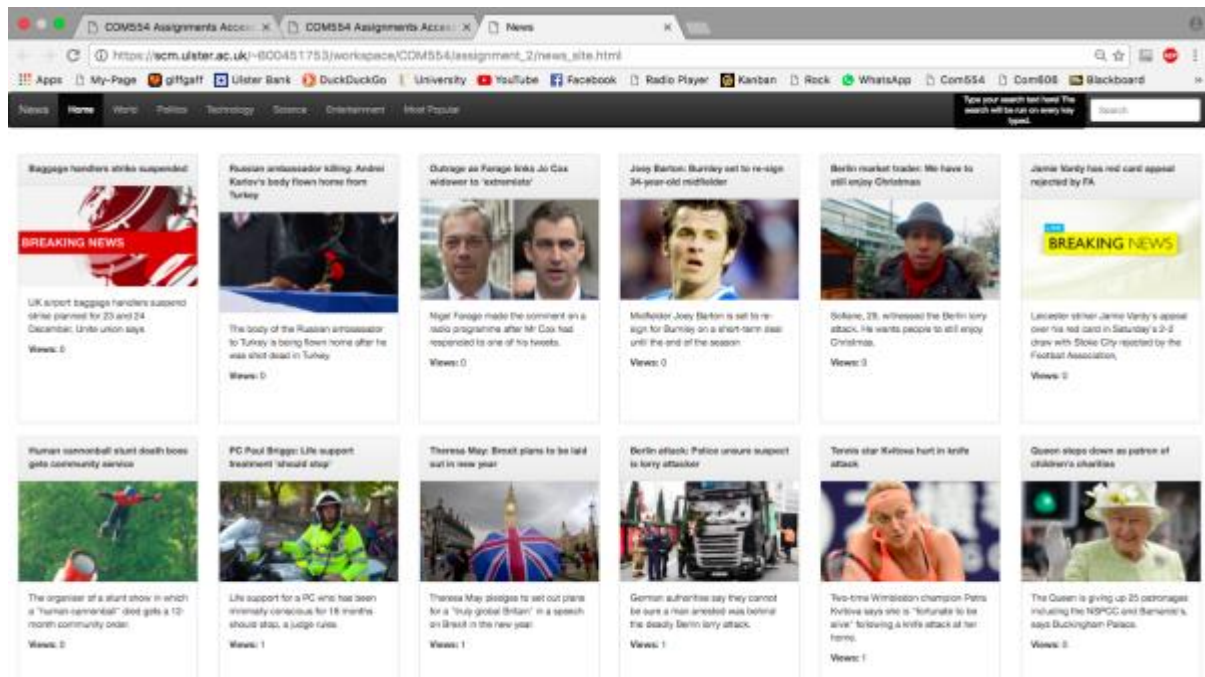 COM554 Assignments Access
COM554 Assignments Access
News
https://scm.ulster.ac.uk/~B00451753/workspace/COM554/assignment_2/news_site.html
Apps My-Page giffgaff Ulster Bank DuckDuckGo University YouTube Facebook Radio Player Kanban Rock WhatsApp Com554 Com606 Blackboard
News Home World Politics Technology Science Entertainment Most Popular
Type your search text here! The
search will be run on every key
typed.
Search
Baggage handlers strike suspended
BREAKING NEWS
UK airport baggage handlers suspend
strike planned for 23 and 24
December, Unite union says
Views: 0
Russian ambassador killing: Andrei
Karlov's body flown home from
Turkey
The body of the Russian ambassador
to Turkey is being flown home after he
was shot dead in Turkey.
Views: 0
Outrage as Farage links Jo Cox
widower to 'extremists'
Nigel Farage made the comment on a
radio programme after Mr Cox had
responded to one of his tweets.
Views: 0
Joey Barton: Burnley set to re-sign
34-year-old midfielder
Midfielder Joey Barton is set to re-
sign for Burnley on a short-term deal
until the end of the season
Views: 0
Berlin market trader: We have to
still enjoy Christmas
Sofiane, 29, witnessed the Berlin lorry
attack. He wants people to still enjoy
Christmas.
Views: 0
Jamie Vardy has red card appeal
rejected by FA
LIVE
BREAKING NEWS
Leicester striker Jamie Vardy's appeal
over his red card in Saturday's 2-2
draw with Stoke City rejected by the
Football Association,
Views: 0
Human cannonball stunt death boss
gets community service
The organiser of a stunt show in which
a "human cannonball" died gets a 12-
month community order.
Views: 0
PC Paul Briggs: Life support
treatment 'should stop'
Life support for a PC who has been
minimally conscious for 18 months
should stop, a judge rules.
Views: 1
Theresa May: Brexit plans to be laid
out in new year
Theresa May pledges to set out plans
for a "truly global Britain" in a speech
on Brexit in the new year.
Views: 1
Berlin attack: Police unsure suspect
is lorry attacker
German authorities say they cannot
be sure a man arrested was behind
the deadly Berlin lorry attack.
Views: 1
Tennis star Kvitova hurt in knife
attack
Two-time Wimbledon champion Petra
Kvitova says she is "fortunate to be
alive" following a knife attack at her
home.
Views: 1
Queen steps down as patron of
children's charities
The Queen is giving up 25 patronages
including the NSPCC and Barnardo's,
says Buckingham Palace.
Views: 0